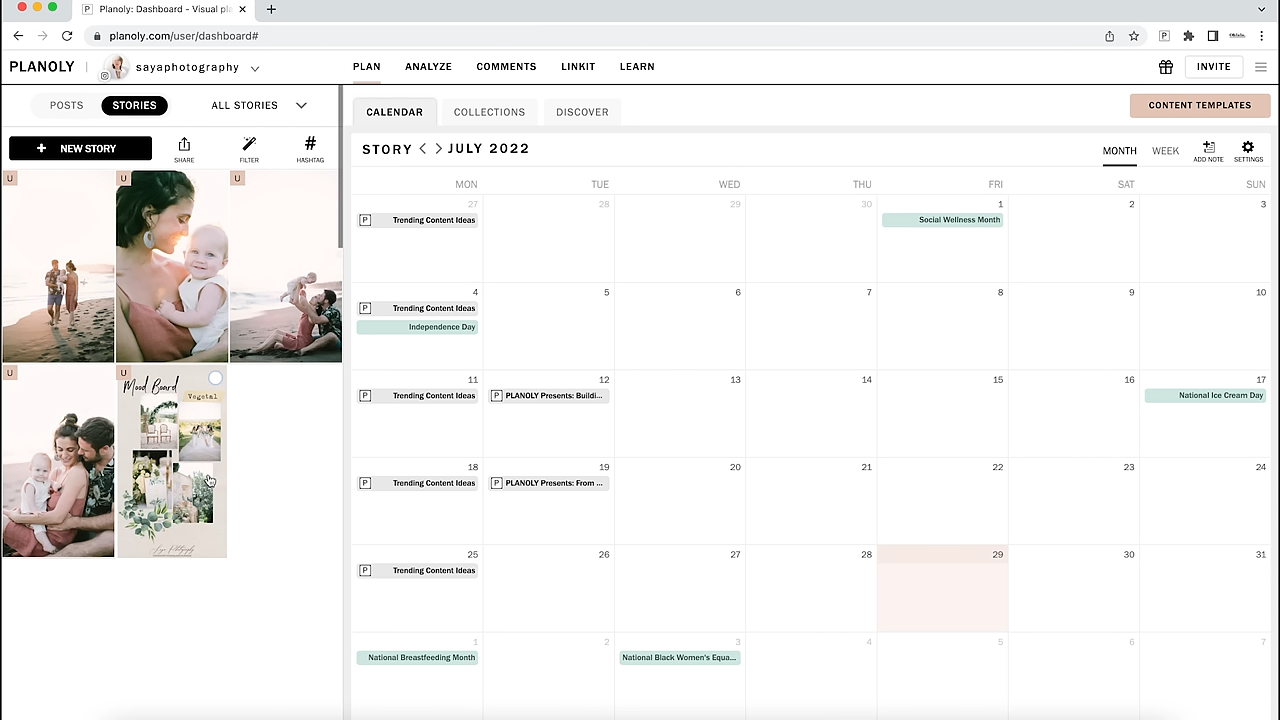 P Planoly: Dashboard - Visual pl
planoly.com/user/dashboard#
PLANOLY
sayaphotography
PLAN ANALYZE COMMENTS LINKIT LEARN
INVITE
POSTS STORIES ALL STORIES
CALENDAR COLLECTIONS DISCOVER
CONTENT TEMPLATES
+ NEW STORY
SHARE
FILTER
# HASHTAG
STORY < > JULY 2022
MONTH WEEK
ADD NOTE
SETTINGS
U U U
U U
Mood Board
Vegetal
MON TUE WED THU FRI SAT SUN
27 28 29 30 1 2 3
P Trending Content Ideas
Social Wellness Month
4 5 6 7 8 9 10
P Trending Content Ideas
Independence Day
11 12 13 14 15 16 17
P Trending Content Ideas
P PLANOLY Presents: Buildi...
National Ice Cream Day
18 19 20 21 22 23 24
P Trending Content Ideas
P PLANOLY Presents: From ...
25 26 27 28 29 30 31
P Trending Content Ideas
1 2 3 4 5 6 7
National Breastfeeding Month
National Black Women's Equa...